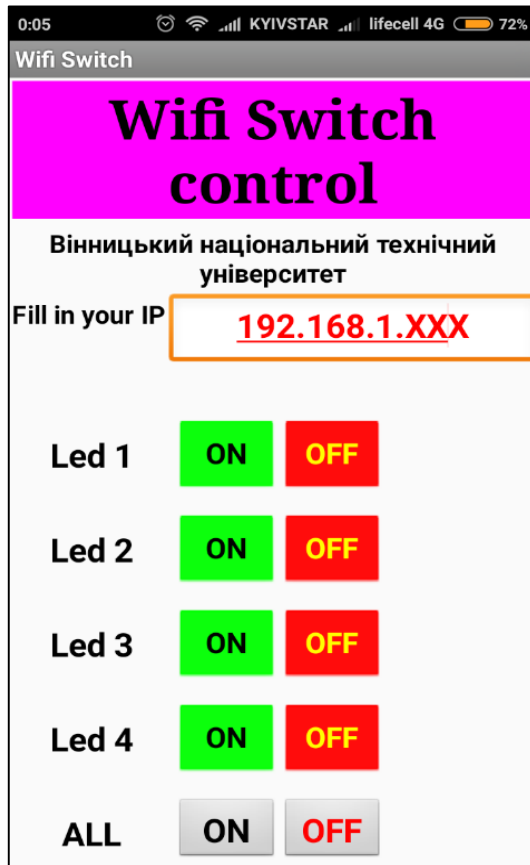 0:05 KYIVSTAR lifecell 4G 72%
Wifi Switch
Wifi Switch
control
Вінницький національний технічний
університет
Fill in your IP 192.168.1.XXX
Led 1 ON OFF
Led 2 ON OFF
Led 3 ON OFF
Led 4 ON OFF
ALL ON OFF